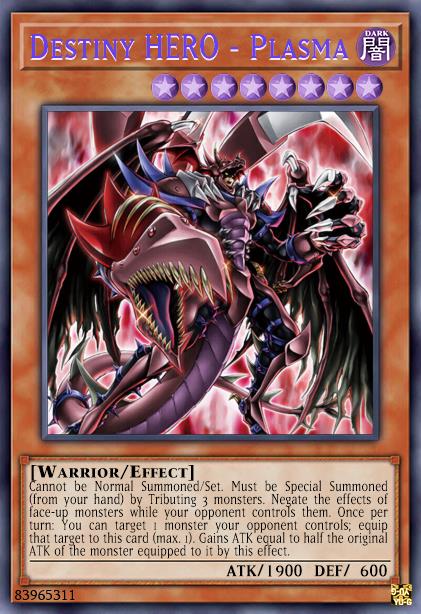 Destiny HERO - Plasma
DARK
闇
[Warrior/Effect]
Cannot be Normal Summoned/Set. Must be Special Summoned
(from your hand) by Tributing 3 monsters. Negate the effects of
face-up monsters while your opponent controls them. Once per
turn: You can target 1 monster your opponent controls; equip
that target to this card (max. 1). Gains ATK equal to half the original
ATK of the monster equipped to it by this effect.
ATK/1900 DEF/ 600
83965311